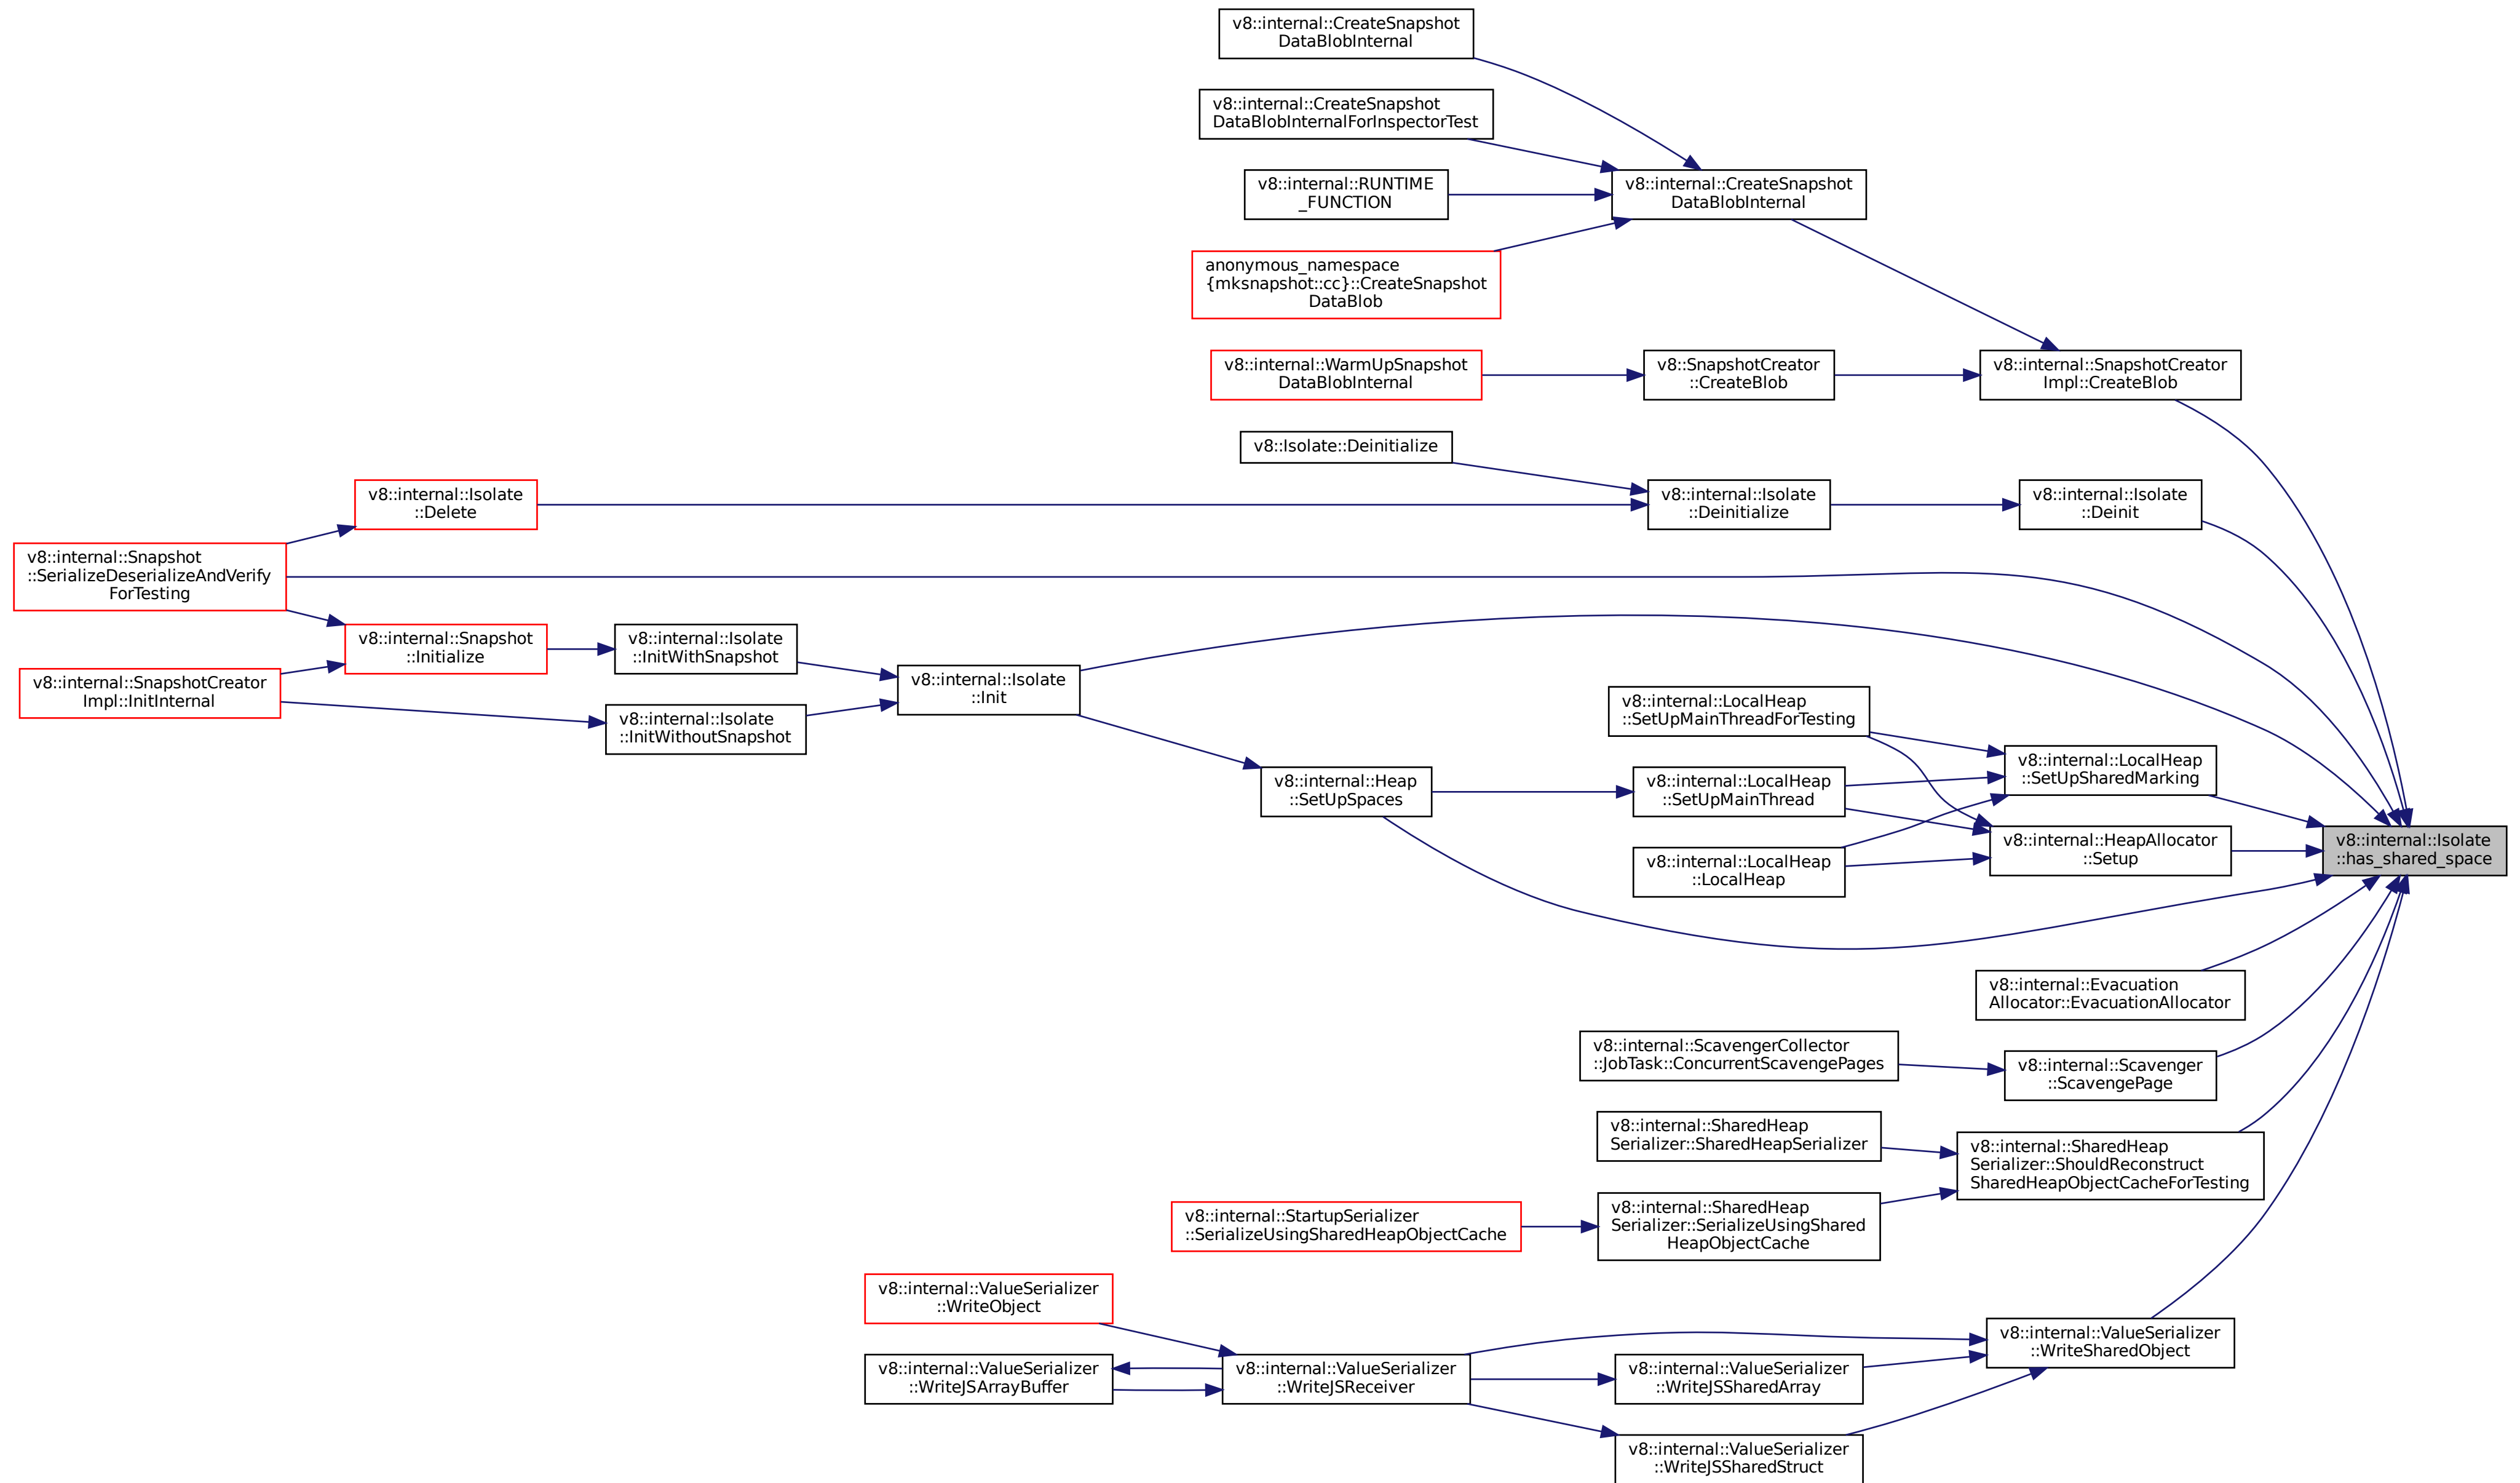 v8::internal::CreateSnapshot
DataBlobInternal
v8::internal::CreateSnapshot
DataBlobInternalForInspectorTest
v8::internal::RUNTIME
_FUNCTION
v8::internal::CreateSnapshot
DataBlobInternal
anonymous_namespace
{mksnapshot::cc}::CreateSnapshot
DataBlob
v8::internal::WarmUpSnapshot
DataBlobInternal
v8::SnapshotCreator
::CreateBlob
v8::internal::SnapshotCreator
Impl::CreateBlob
v8::Isolate::Deinitialize
v8::internal::Isolate
::Delete
v8::internal::Isolate
::Deinitialize
v8::internal::Isolate
::Deinit
v8::internal::Snapshot
::SerializeDeserializeAndVerify
ForTesting
v8::internal::Snapshot
::Initialize
v8::internal::Isolate
::InitWithSnapshot
v8::internal::SnapshotCreator
Impl::InitInternal
v8::internal::Isolate
::InitWithoutSnapshot
v8::internal::Isolate
::Init
v8::internal::LocalHeap
::SetUpMainThreadForTesting
v8::internal::LocalHeap
::SetUpSharedMarking
v8::internal::Heap
::SetUpSpaces
v8::internal::LocalHeap
::SetUpMainThread
v8::internal::HeapAllocator
::Setup
v8::internal::Isolate
::has_shared_space
v8::internal::LocalHeap
::LocalHeap
v8::internal::Evacuation
Allocator::EvacuationAllocator
v8::internal::ScavengerCollector
::JobTask::ConcurrentScavengePages
v8::internal::Scavenger
::ScavengePage
v8::internal::SharedHeap
Serializer::SharedHeapSerializer
v8::internal::SharedHeap
Serializer::ShouldReconstruct
SharedHeapObjectCacheForTesting
v8::internal::StartupSerializer
::SerializeUsingSharedHeapObjectCache
v8::internal::SharedHeap
Serializer::SerializeUsingShared
HeapObjectCache
v8::internal::ValueSerializer
::WriteObject
v8::internal::ValueSerializer
::WriteSharedObject
v8::internal::ValueSerializer
::WriteJSArrayBuffer
v8::internal::ValueSerializer
::WriteJSReceiver
v8::internal::ValueSerializer
::WriteJSSharedArray
v8::internal::ValueSerializer
::WriteJSSharedStruct